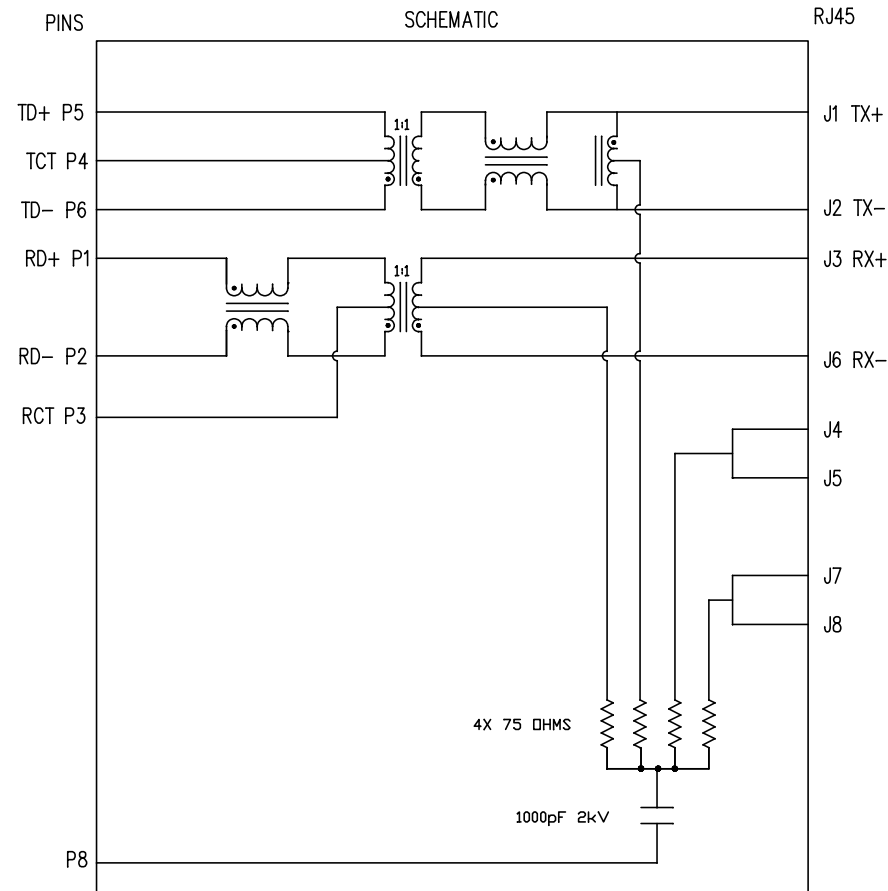 PINS
SCHEMATIC
RJ45
TD+ P5
1:1
J1 TX+
TCT P4
TD- P6
J2 TX-
RD+ P1
1:1
J3 RX+
RD- P2
J6 RX-
RCT P3
J4
J5
J7
J8
4X 75 OHMS
1000pF 2kV
P8